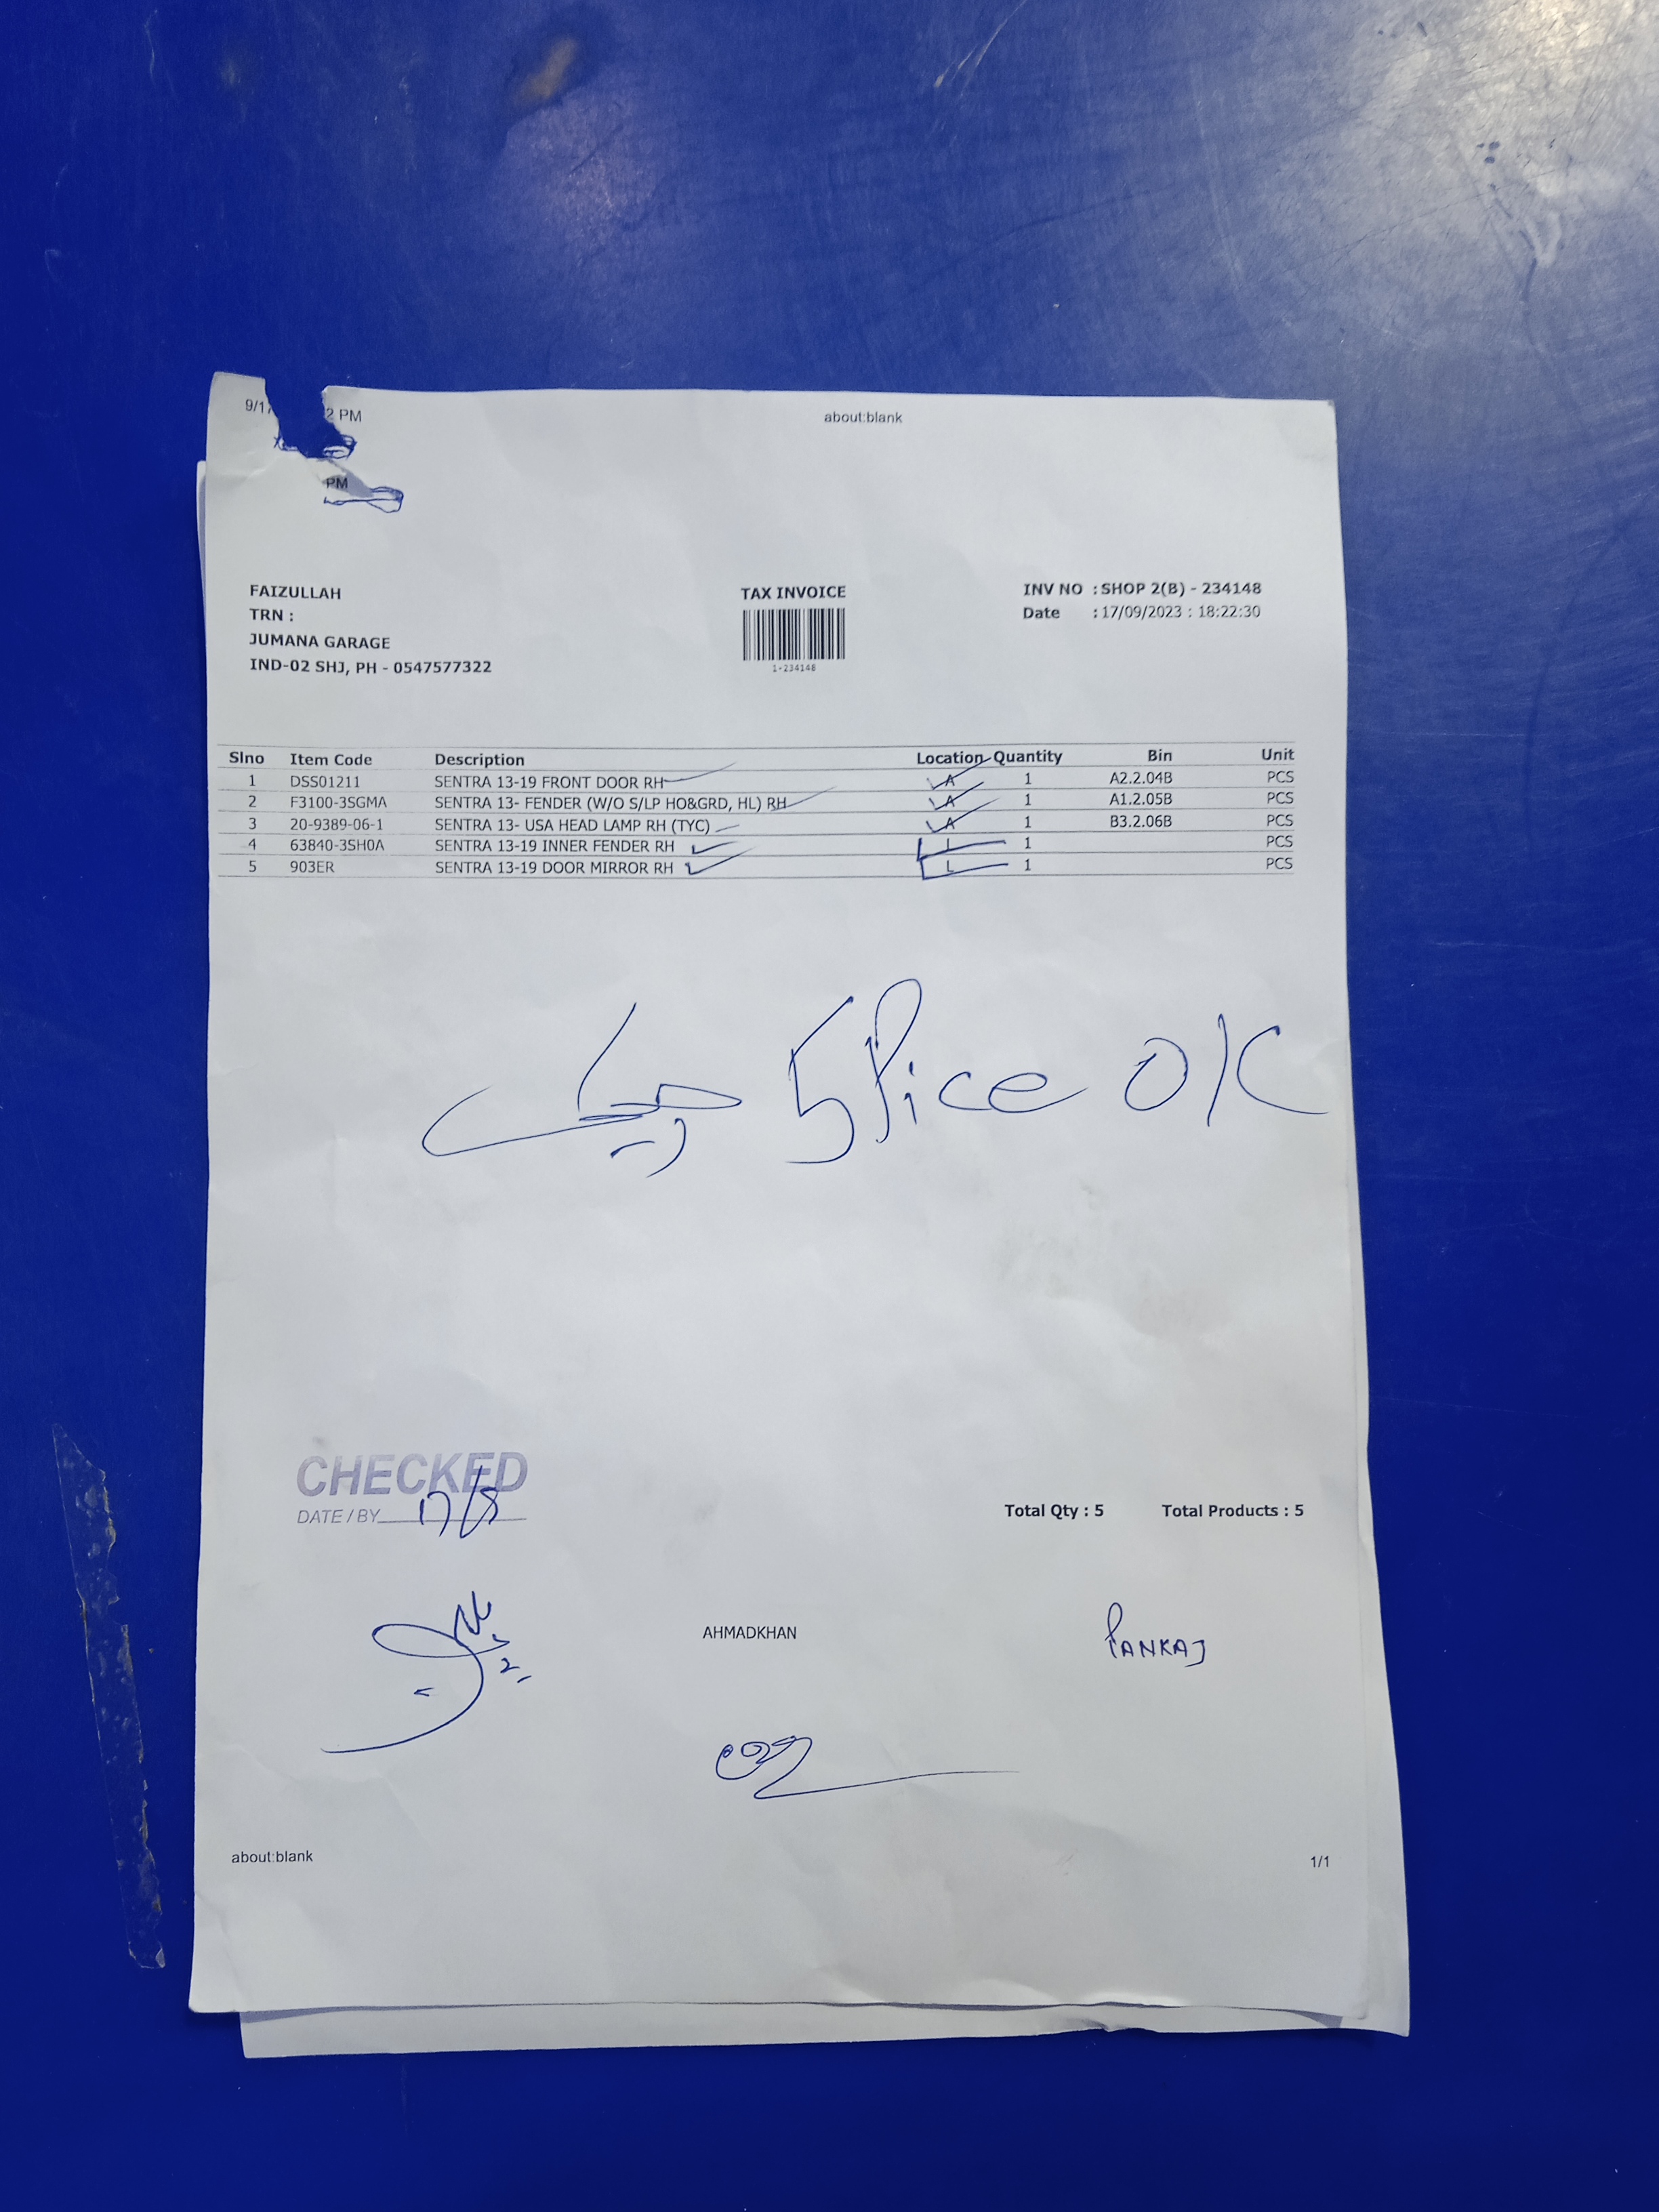 2 PM
about:blank
PM
FAIZULLAH
TRN :
JUMANA GARAGE
IND-02 SHJ, PH - 0547577322
TAX INVOICE
1-234148
INV NO : SHOP 2(B) - 234148
Date : 17/09/2023 : 18:22:30
Slno Item Code Description Location Quantity Bin Unit
1 DSS01211 SENTRA 13-19 FRONT DOOR RH A 1 A2.2.04B PCS
2 F3100-3SGMA SENTRA 13- FENDER (W/O S/LP HO&GRD, HL) RH A 1 A1.2.05B PCS
3 20-9389-06-1 SENTRA 13- USA HEAD LAMP RH (TYC) A 1 B3.2.06B PCS
4 63840-3SH0A SENTRA 13-19 INNER FENDER RH L 1 PCS
5 903ER SENTRA 13-19 DOOR MIRROR RH L 1 PCS
چیک 5 Pice OK
CHECKED
DATE / BY
Total Qty : 5 Total Products : 5
AHMADKHAN
PANKAJ
about:blank
1/1